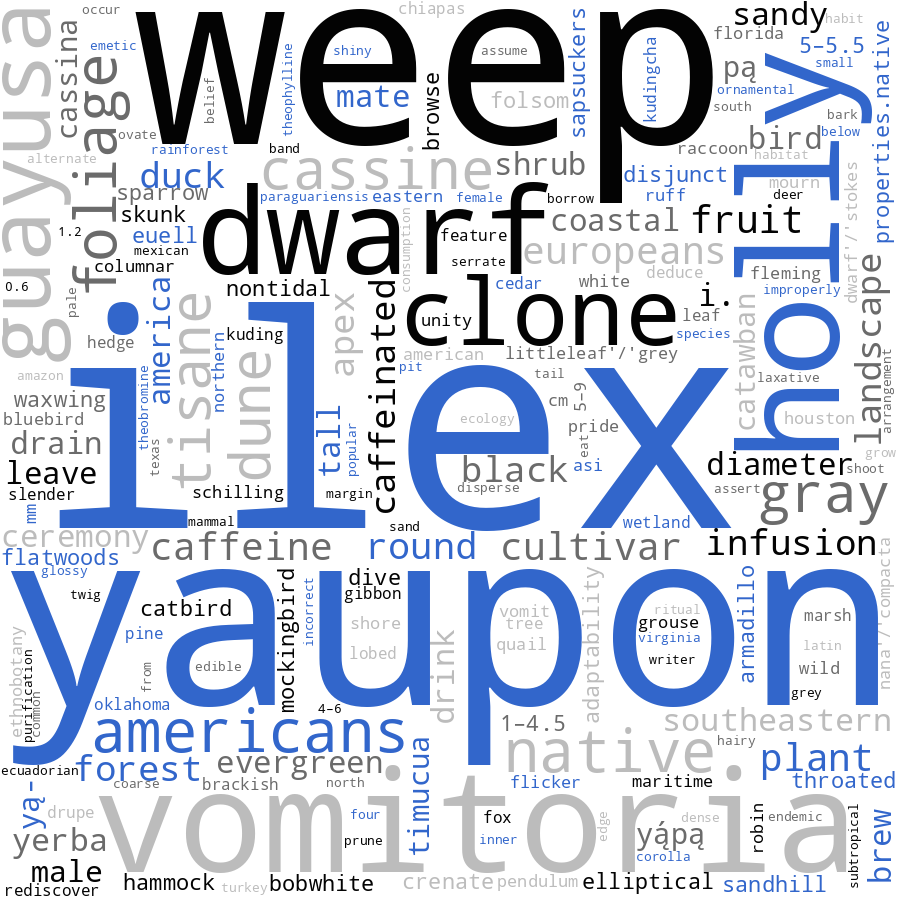 chiapas
occur
weep
sandy
habit
guayusa
cassina
emetic
foliage
theophylline
shiny
assume
sapsuckers
kudingcha
florida
5–5.5
properties.native
small
belief
mate
browse
folsom
pą
ornamental
south
holly
bark
ovate
bird
below
rainforest
band
raccoon
habitat
alternate
cassine
shrub
duck
disjunct
mourn
dwarf'/'stokes
sparrow
paraguariensis
eastern
female
borrow
ruff
deer
skunk
dwarf
consumption
coastal
fruit
1.2
euell
feature
mexican
europeans
columnar
serrate
deduce
fleming
landscape
0.6
pale
america
tisane
nontidal
apex
caffeinated
clone
cedar
white
i.
improperly
catawban
hedge
northern
kuding
unity
leaf
species
dune
american
littleleaf'/'grey
arrangement
amazon
ilex
pit
tail
laxative
theobromine
waxwing
cm
5–9
bluebird
tall
popular
ecology
pride
houston
drain
texas
eat
grow
leave
black
asi
diameter
shoot
slender
schilling
margin
disperse
assert
gray
mm
mammal
sand
wetland
ceremony
caffeine
round
cultivar
infusion
nana'/'compacta
flatwoods
glossy
yaupon
dive
twig
mockingbird
incorrect
gibbon
adaptability
armadillo
catbird
vomit
ritual
marsh
ethnobotany
pine
shore
tree
grouse
drink
quail
virginia
latin
purification
common
from
edible
lobed
writer
wild
oklahoma
4–6
grey
americans
1–4.5
southeastern
native
hairy
ecuadorian
forest
evergreen
plant
timucua
yą-
coarse
brackish
north
flicker
maritime
throated
vomitoria
drupe
four
fox
edge
dense
robin
endemic
subtropical
brew
yerba
prune
inner
yápą
corolla
male
rediscover
hammock
turkey
bobwhite
crenate
pendulum
elliptical
sandhill